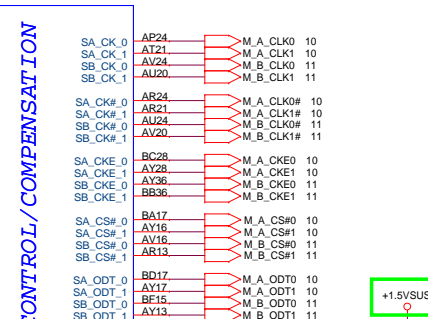 CONTROL/COMPENSATION
SA_CK_0 AP24 M_A_CLK0 10
SA_CK_1 AT21 M_A_CLK1 10
SB_CK_0 AV24 M_B_CLK0 11
SB_CK_1 AU20 M_B_CLK1 11
SA_CK#_0 AR24 M_A_CLK0# 10
SA_CK#_1 AR21 M_A_CLK1# 10
SB_CK#_0 AU24 M_B_CLK0# 11
SB_CK#_1 AV20 M_B_CLK1# 11
SA_CKE_0 BC28 M_A_CKE0 10
SA_CKE_1 AY28 M_A_CKE1 10
SB_CKE_0 AY36 M_B_CKE0 11
SB_CKE_1 BB36 M_B_CKE1 11
SA_CS#_0 BA17 M_A_CS#0 10
SA_CS#_1 AY16 M_A_CS#1 10
SB_CS#_0 AV16 M_B_CS#0 11
SB_CS#_1 AR13 M_B_CS#1 11
SA_ODT_0 BD17 M_A_ODT0 10
SA_ODT_1 AY17 M_A_ODT1 10
SB_ODT_0 BF15 M_B_ODT0 11
SB_ODT_1 AY13 M_B_ODT1 11
+1.5VSUS